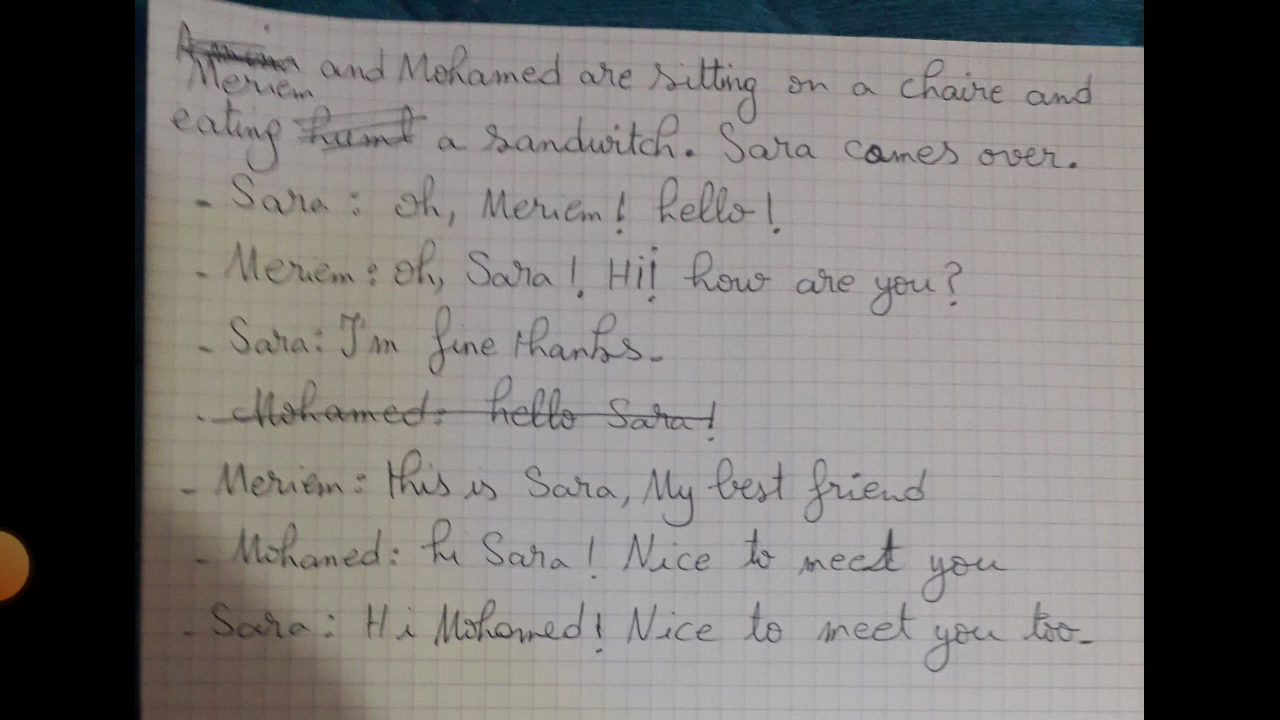 Meriem and Mohamed are sitting on a chaire and
eating a sandwitch. Sara comes over.
- Sara : oh, Meriem! hello!
- Meriem : oh, Sara! Hi! how are you?
- Sara : I'm fine thanks.
- Mohamed : hello Sara!
- Meriem : this is Sara, My best friend
- Mohamed : hi Sara! Nice to meet you
- Sara : Hi Mohamed! Nice to meet you too.